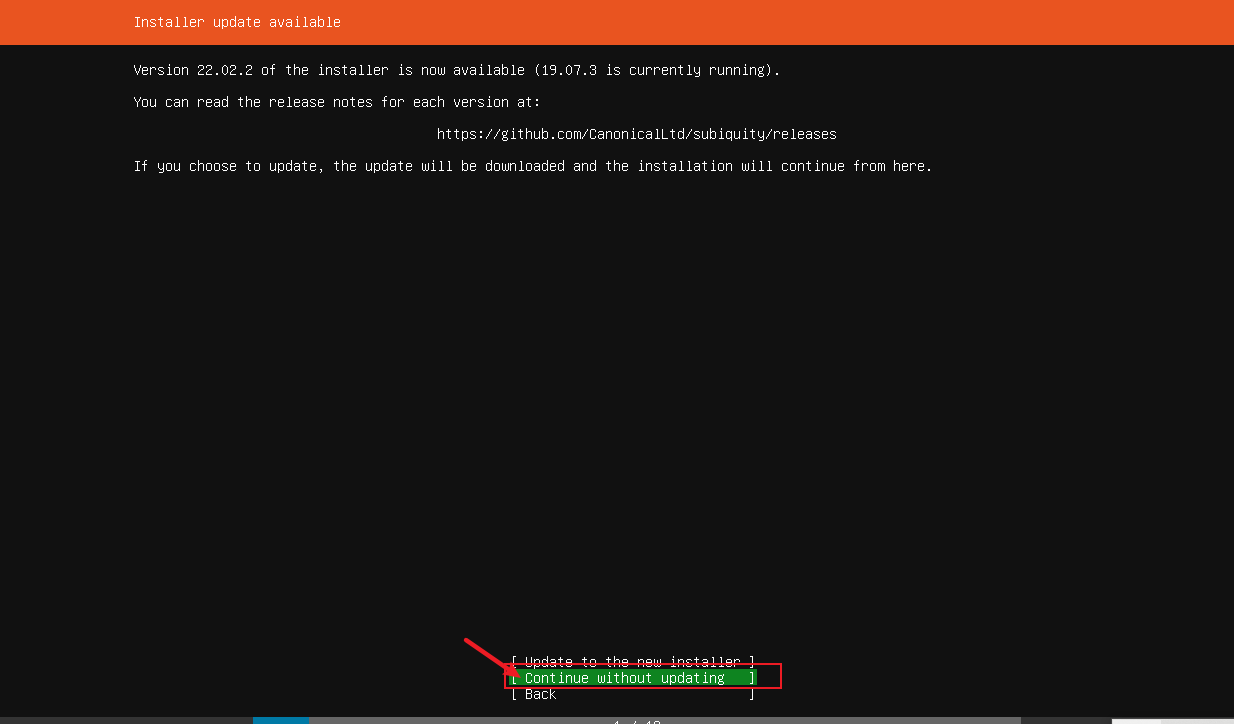 Installer update available
Version 22.02.2 of the installer is now available (19.07.3 is currently running).
You can read the release notes for each version at:
https://github.com/CanonicalLtd/subiquity/releases
If you choose to update, the update will be downloaded and the installation will continue from here.
[ Update to the new installer ]
[ Continue without updating ]
[ Back ]